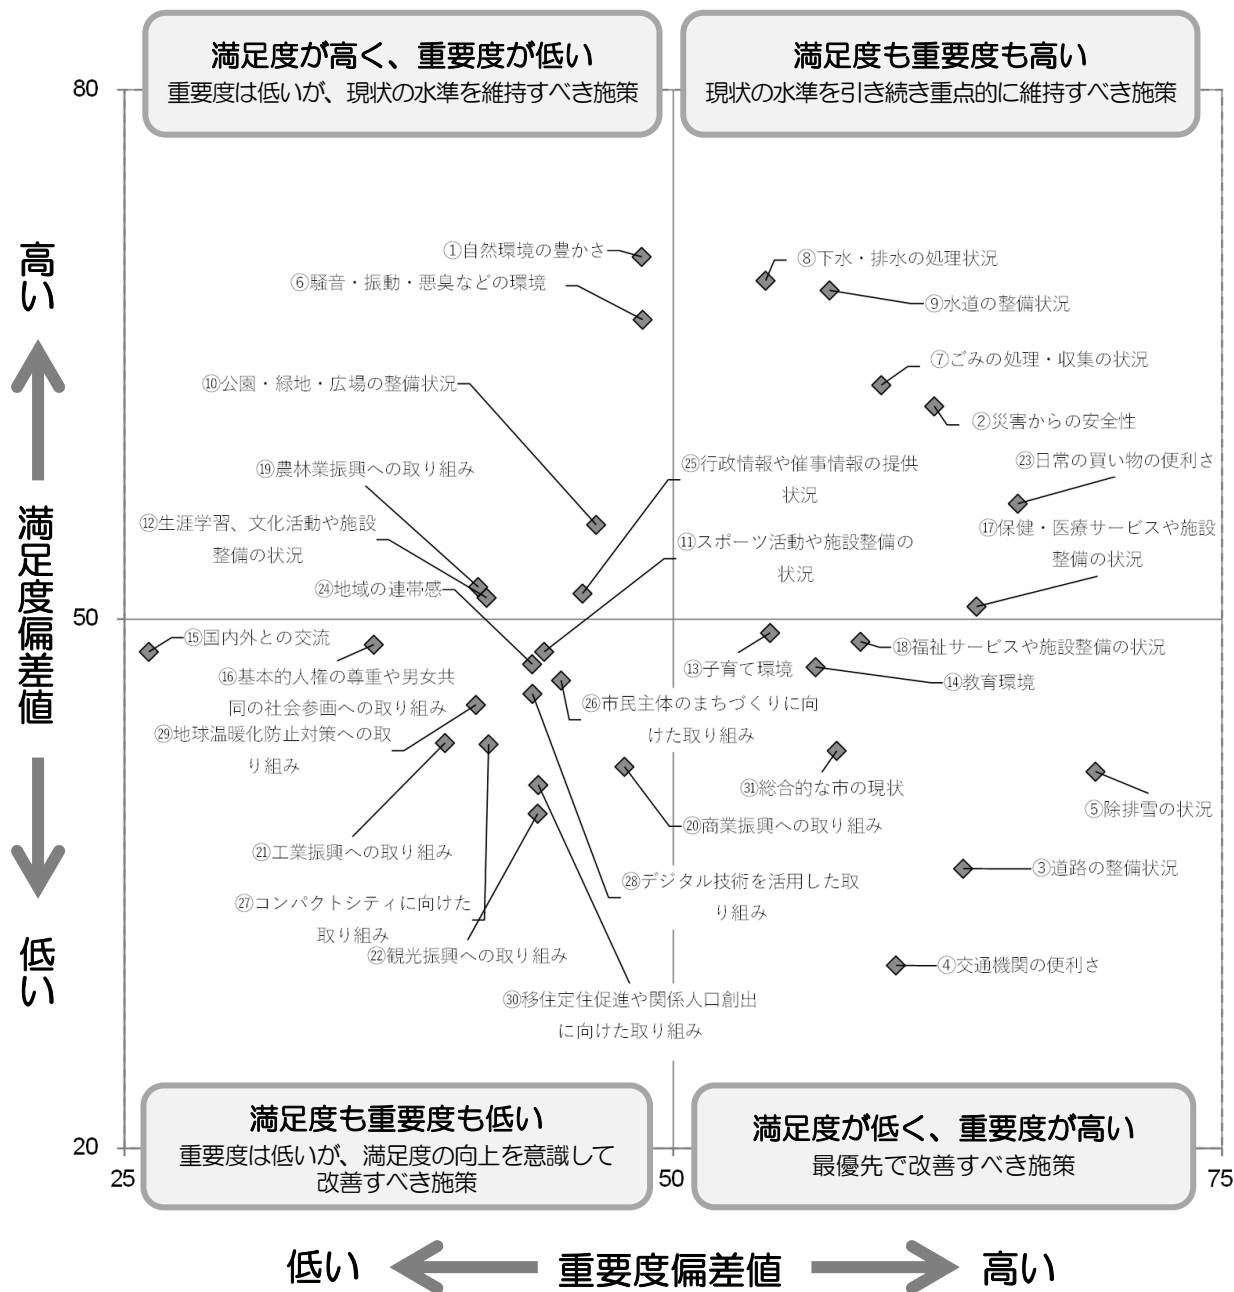 満足度が高く、重要度が低い
重要度は低いが、現状の水準を維持すべき施策
満足度も重要度も高い
現状の水準を引き続き重点的に維持すべき施策
80
高い
①自然環境の豊かさ
⑧下水・排水の処理状況
⑥騒音・振動・悪臭などの環境
⑨水道の整備状況
⑦ごみの処理・収集の状況
⑩公園・緑地・広場の整備状況
②災害からの安全性
⑲農林業振興への取り組み
㉕行政情報や催事情報の提供
状況
㉓日常の買い物の便利さ
⑫生涯学習、文化活動や施設
整備の状況
⑪スポーツ活動や施設整備の
状況
⑰保健・医療サービスや施設
整備の状況
満足度偏差値
㉔地域の連帯感
50
⑮国内外との交流
⑱福祉サービスや施設整備の状況
⑯基本的人権の尊重や男女共
同の社会参画への取り組み
⑬子育て環境
⑭教育環境
㉖市民主体のまちづくりに向
けた取り組み
㉙地球温暖化防止対策への取
り組み
㉛総合的な市の現状
⑤除排雪の状況
⑳商業振興への取り組み
㉑工業振興への取り組み
③道路の整備状況
㉘デジタル技術を活用した取
り組み
㉗コンパクトシティに向けた
取り組み
㉒観光振興への取り組み
④交通機関の便利さ
㉚移住定住促進や関係人口創出
に向けた取り組み
低い
満足度も重要度も低い
重要度は低いが、満足度の向上を意識して
改善すべき施策
満足度が低く、重要度が高い
最優先で改善すべき施策
20
25
50
75
低い
重要度偏差値
高い